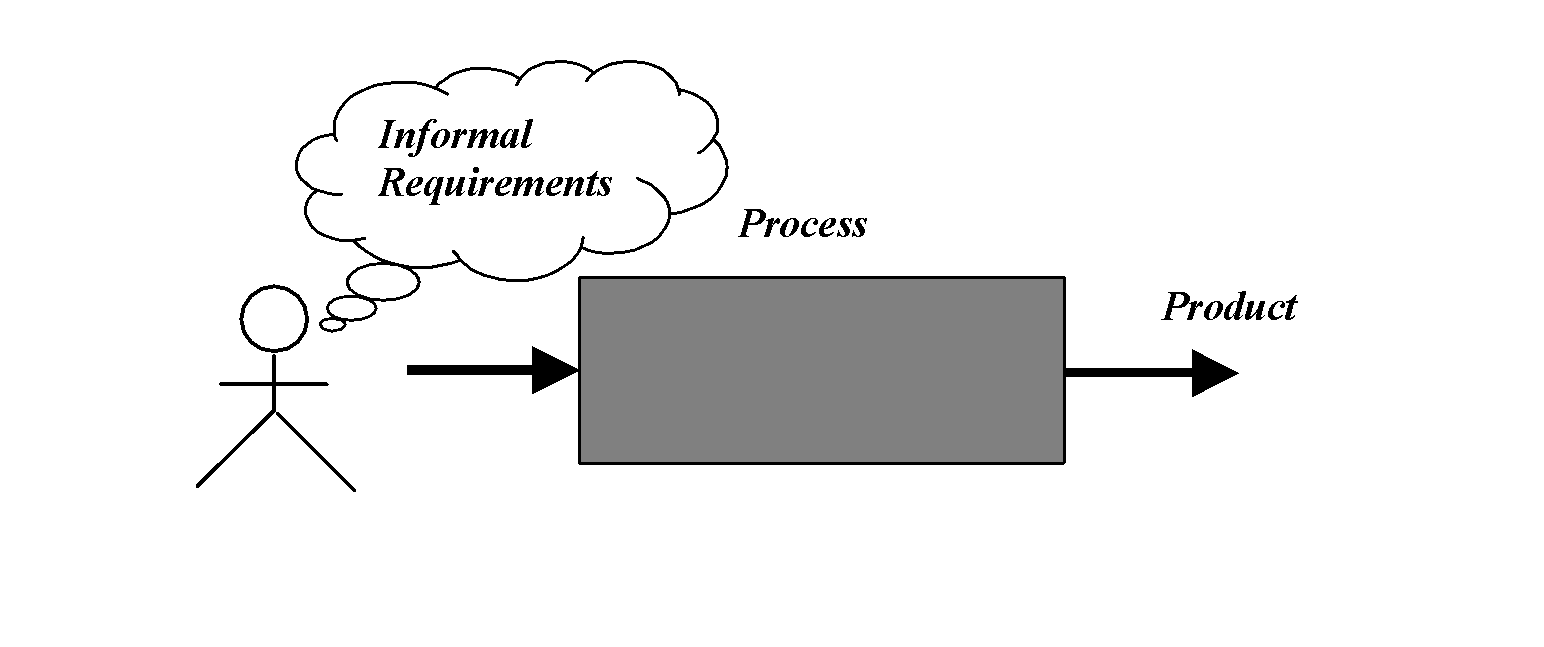 Informal
Requirements
Process
Product